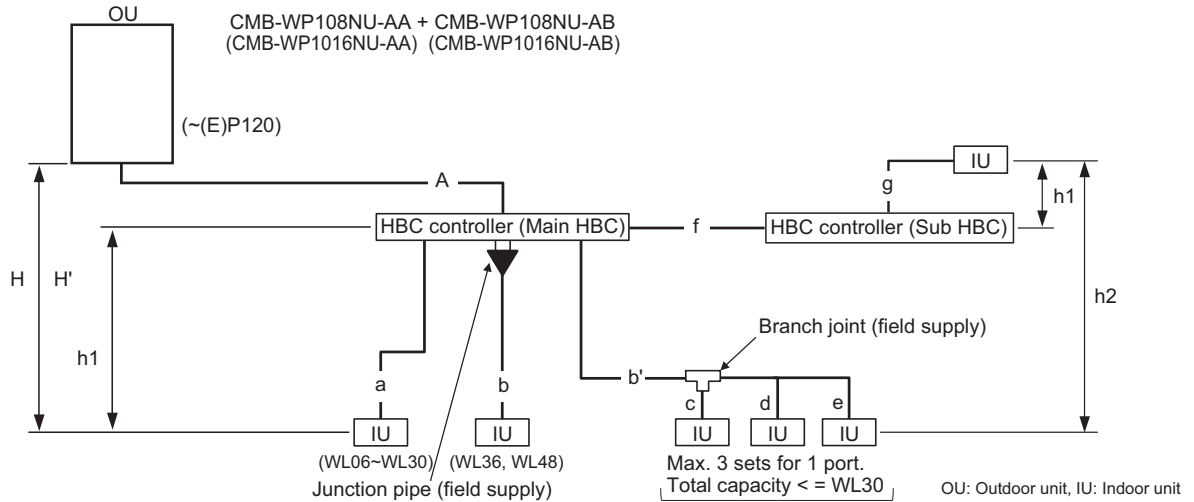 OU
CMB-WP108NU-AA + CMB-WP108NU-AB
(CMB-WP1016NU-AA) (CMB-WP1016NU-AB)
(~(E)P120)
IU
A
g
h1
HBC controller (Main HBC)
f
HBC controller (Sub HBC)
H
H'
h2
h1
Branch joint (field supply)
a
b
b'
c
d
e
IU
IU
IU
IU
IU
(WL06~WL30)
(WL36, WL48)
Max. 3 sets for 1 port.
Total capacity < = WL30
Junction pipe (field supply)
OU: Outdoor unit, IU: Indoor unit